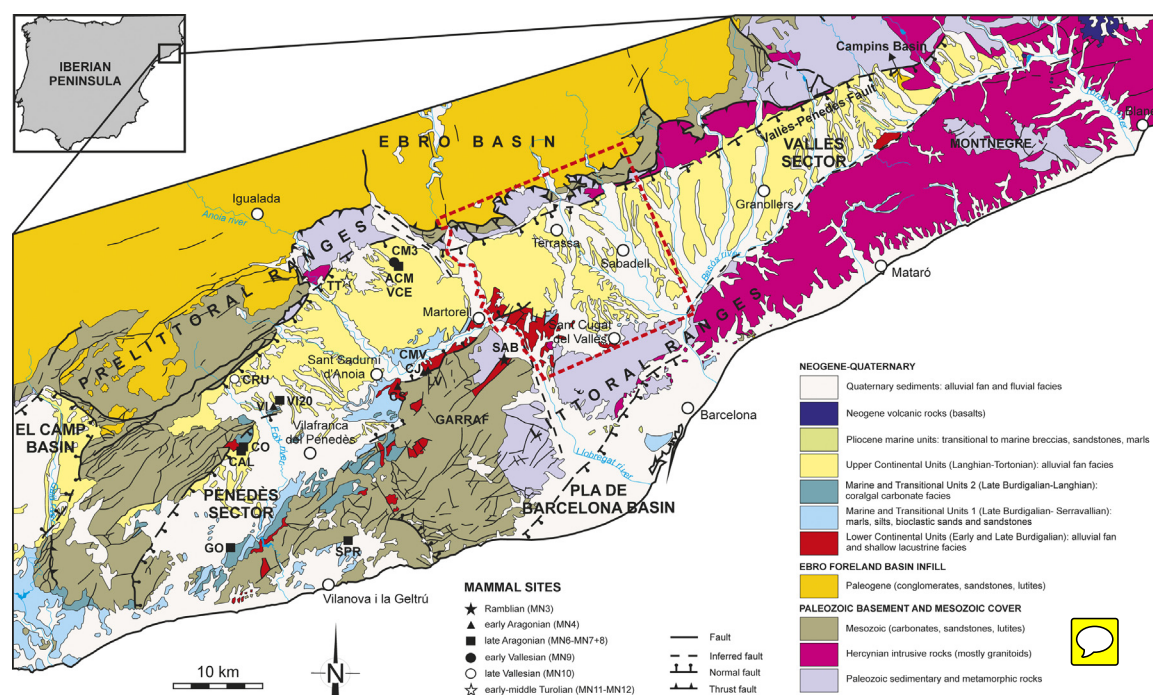 IBERIAN
PENINSULA
Campins Basin
EBRO BASIN
Vallès-Penedès Fault
VALLÈS
SECTOR
MONTNEGRE
Igualada
Anoia river
Granollers
Terrassa
Sabadell
Besòs river
Mataró
PRELITTORAL RANGES
CM3
ACM
VCE
TT
Martorell
Sant Cugat
del Vallès
LITTORAL RANGES
SAB
Sant Sadurní
d'Anoia
CMV
CJ
LV
CS
CRU
VI20
VI
GARRAF
Barcelona
Vilafranca
del Penedès
EL CAMP
BASIN
CO
CAL
Foix river
Llobregat river
PENEDÈS
SECTOR
PLA DE
BARCELONA BASIN
GO
SPR
Vilanova i la Geltrú
10 km
N
MAMMAL SITES
Ramblian (MN3)
early Aragonian (MN4)
late Aragonian (MN6-MN7+8)
early Vallesian (MN9)
late Vallesian (MN10)
early-middle Turolian (MN11-MN12)
Fault
Inferred fault
Normal fault
Thrust fault
NEOGENE-QUATERNARY
Quaternary sediments: alluvial fan and fluvial facies
Neogene volcanic rocks (basalts)
Pliocene marine units: transitional to marine breccias, sandstones, marls
Upper Continental Units (Langhian-Tortonian): alluvial fan facies
Marine and Transitional Units 2 (Late Burdigalian-Langhian):
coralgal carbonate facies
Marine and Transitional Units 1 (Late Burdigalian- Serravallian):
marls, silts, bioclastic sands and sandstones
Lower Continental Units (Early and Late Burdigalian): alluvial fan
and shallow lacustrine facies
EBRO FORELAND BASIN INFILL
Paleogene (conglomerates, sandstones, lutites)
PALEOZOIC BASEMENT AND MESOZOIC COVER
Mesozoic (carbonates, sandstones, lutites)
Hercynian intrusive rocks (mostly granitoids)
Paleozoic sedimentary and metamorphic rocks